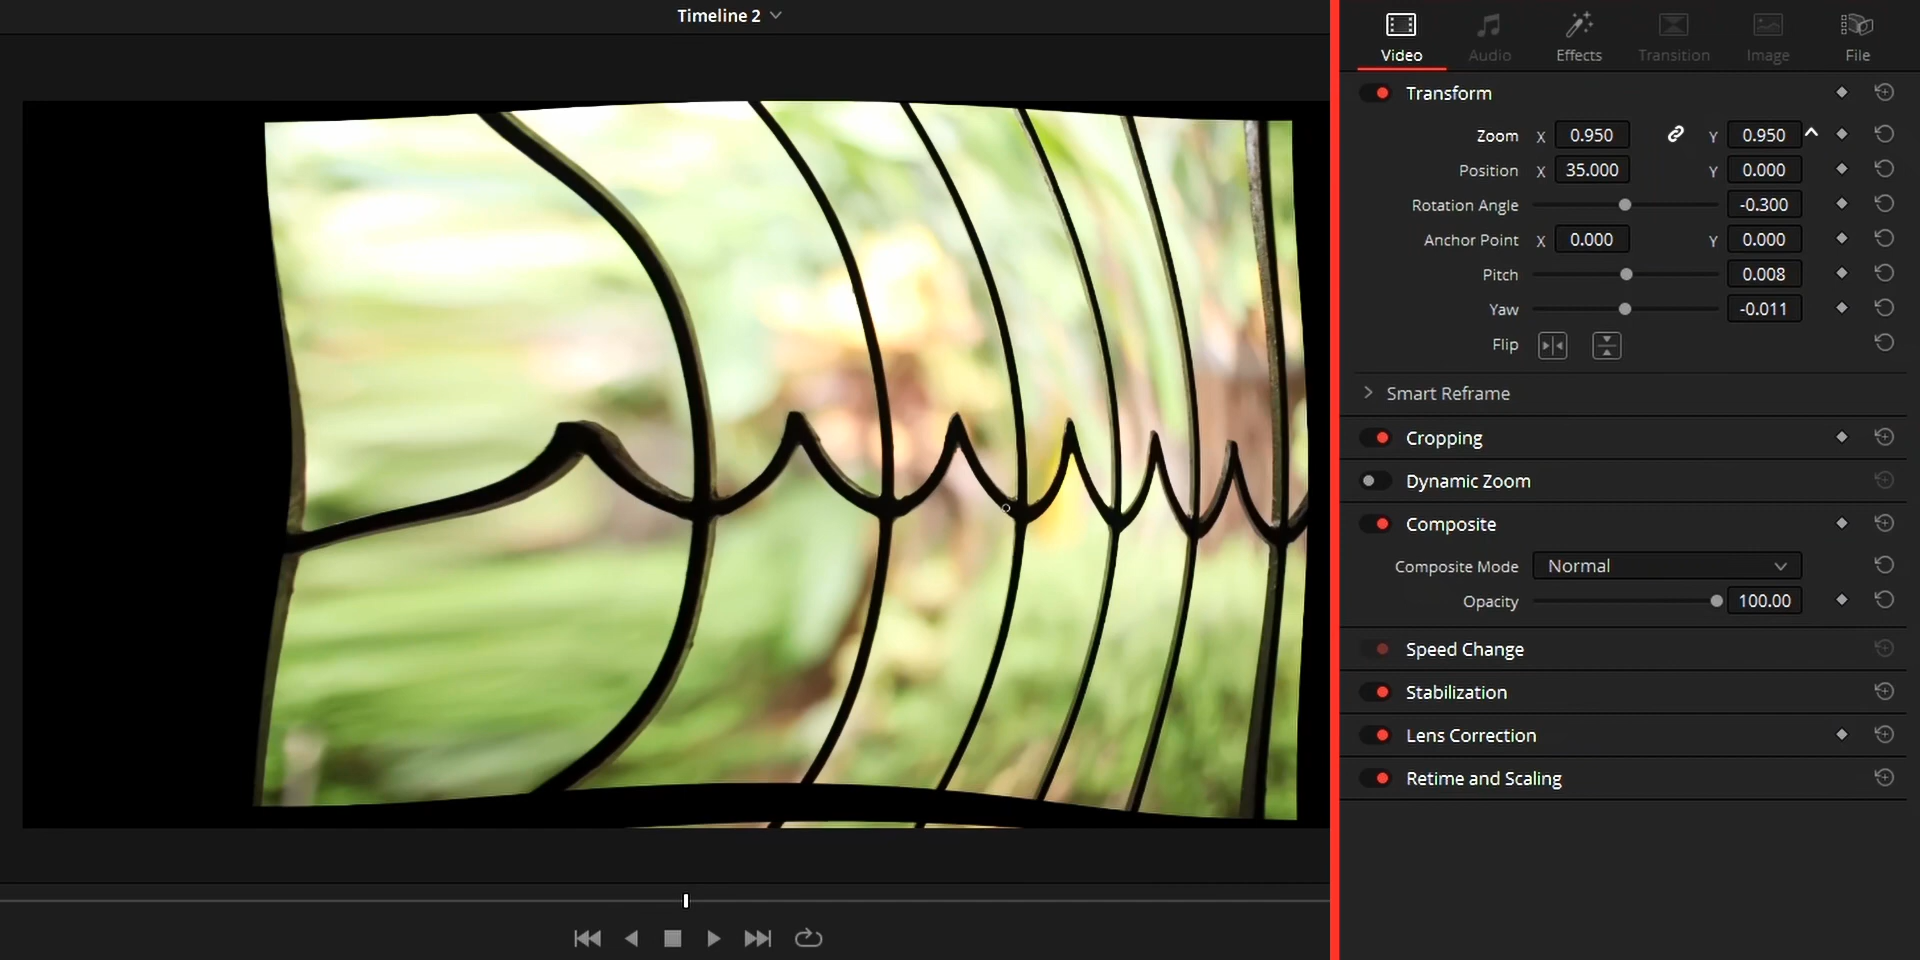 Timeline 2
Video Audio Effects Transition Image File
Transform
Zoom X 0.950 Y 0.950
Position X 35.000 Y 0.000
Rotation Angle -0.300
Anchor Point X 0.000 Y 0.000
Pitch 0.008
Yaw -0.011
Flip
Smart Reframe
Cropping
Dynamic Zoom
Composite
Composite Mode Normal
Opacity 100.00
Speed Change
Stabilization
Lens Correction
Retime and Scaling